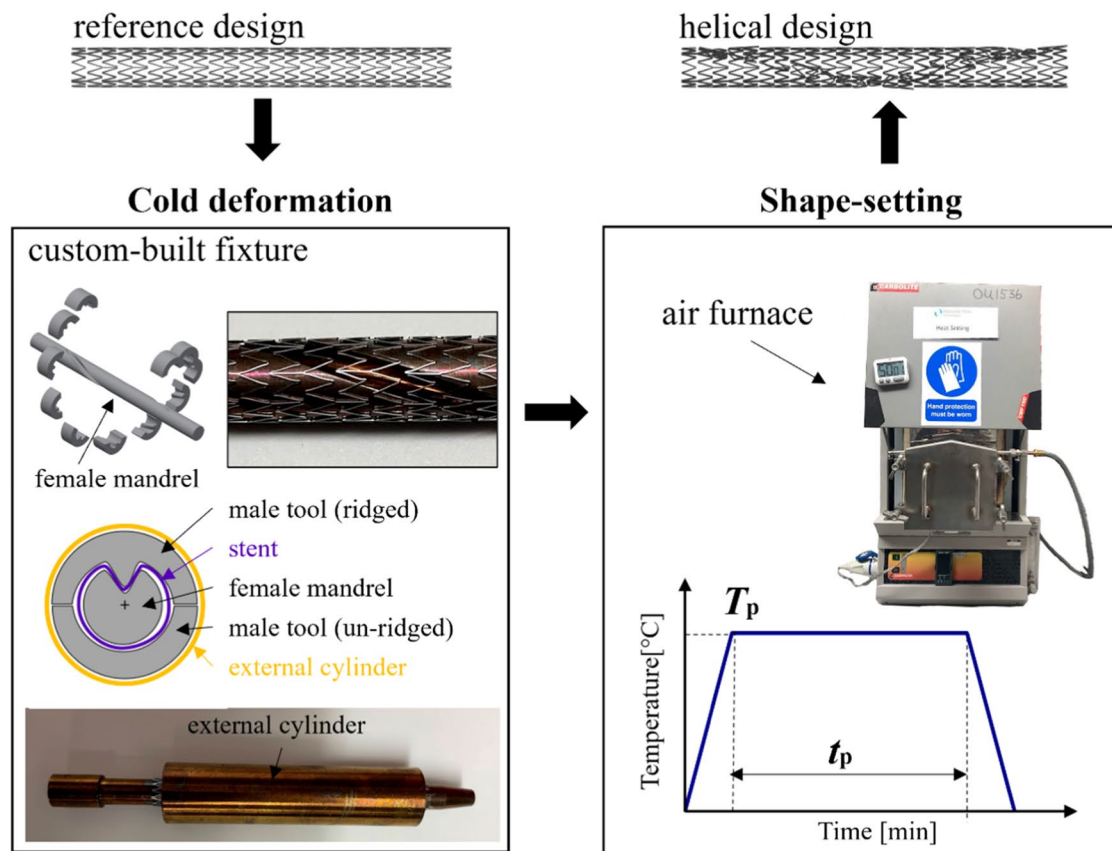 reference design
helical design
Cold deformation
Shape-setting
custom-built fixture
female mandrel
male tool (ridged)
stent
female mandrel
male tool (un-ridged)
external cylinder
external cylinder
air furnace
CARBOLITE
OU1536
Heat Setting
Hand protection
must be worn
Tp
Temperature[°C]
tp
Time [min]